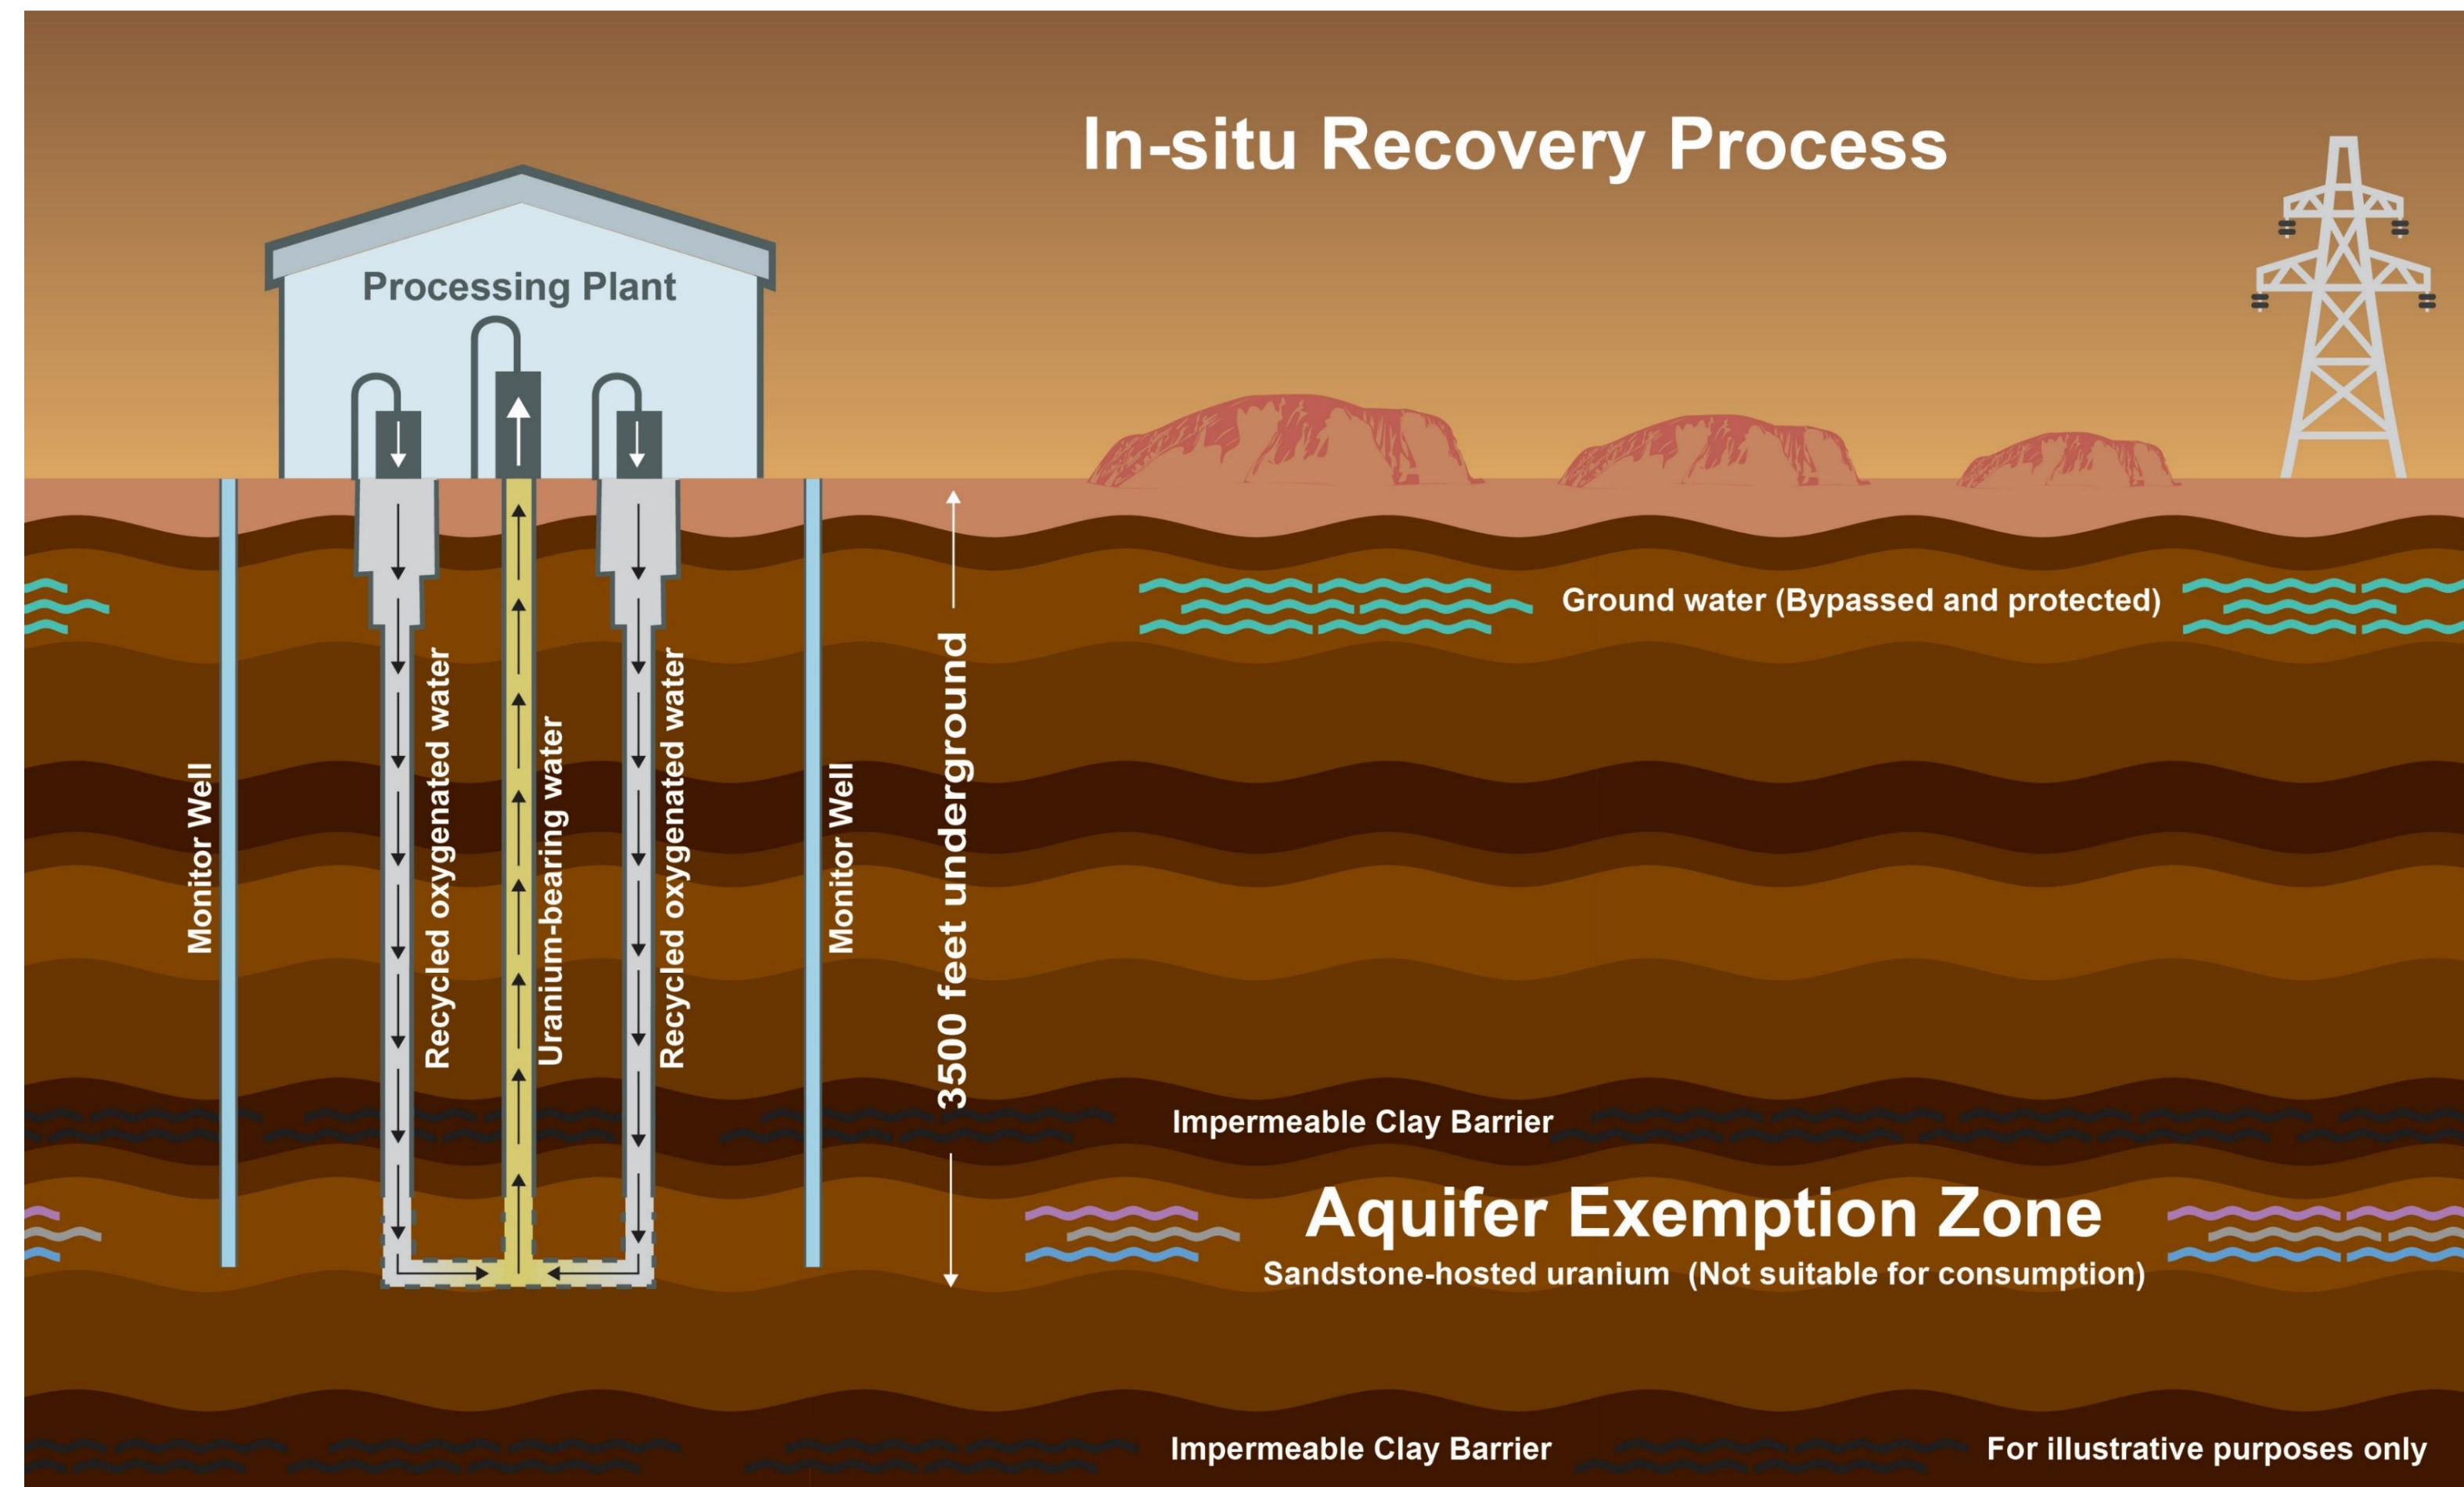 In-situ Recovery Process
Processing Plant
Ground water (Bypassed and protected)
Monitor Well
Recycled oxygenated water
Uranium-bearing water
Recycled oxygenated water
Monitor Well
3500 feet underground
Impermeable Clay Barrier
Aquifer Exemption Zone
Sandstone-hosted uranium (Not suitable for consumption)
Impermeable Clay Barrier
For illustrative purposes only